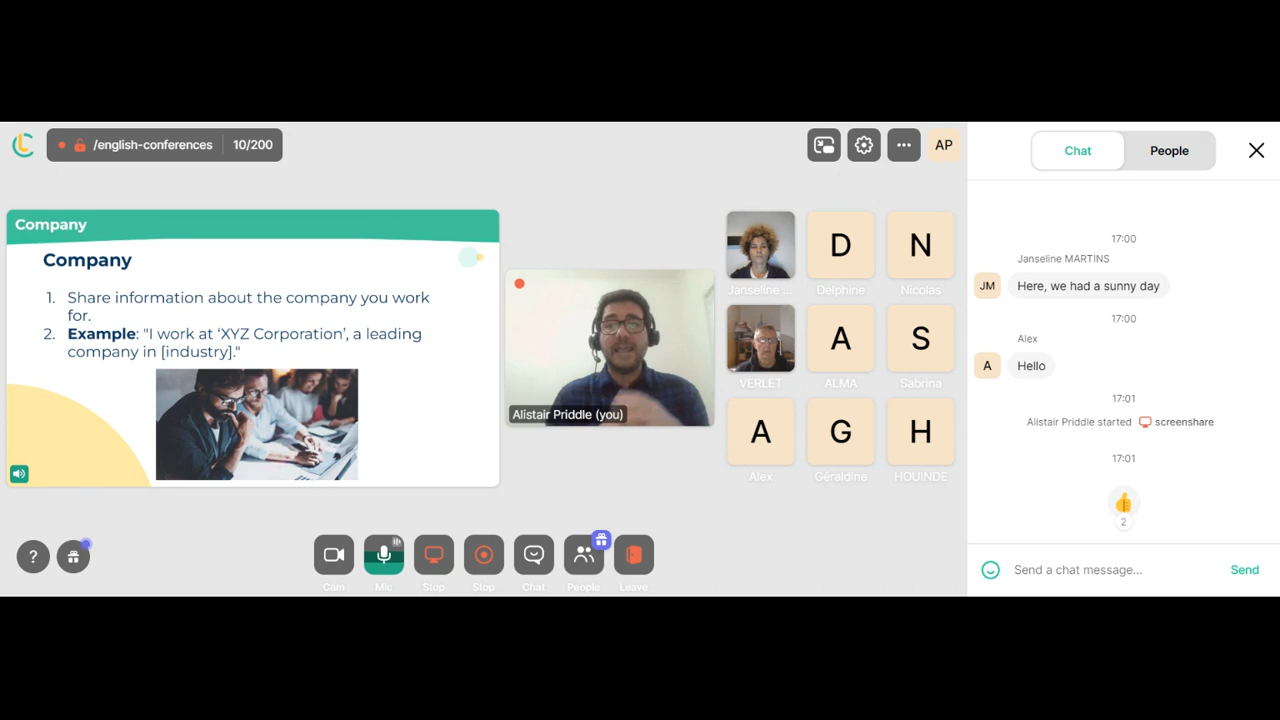 /english-conferences 10/200
AP
Company
Company
1. Share information about the company you work
for.
2. Example: "I work at ‘XYZ Corporation’, a leading
company in [industry]."
Alistair Priddle (you)
Janseline ...
D
Delphine
N
Nicolas
VERLET
A
ALMA
S
Sabrina
A
Alex
G
Géraldine
H
HOUINDE
?
Cam
Mic
Stop
Stop
Chat
People
Leave
Chat
People
17:00
Janseline MARTINS
JM
Here, we had a sunny day
17:00
Alex
A
Hello
17:01
Alistair Priddle started screenshare
17:01
2
Send a chat message...
Send